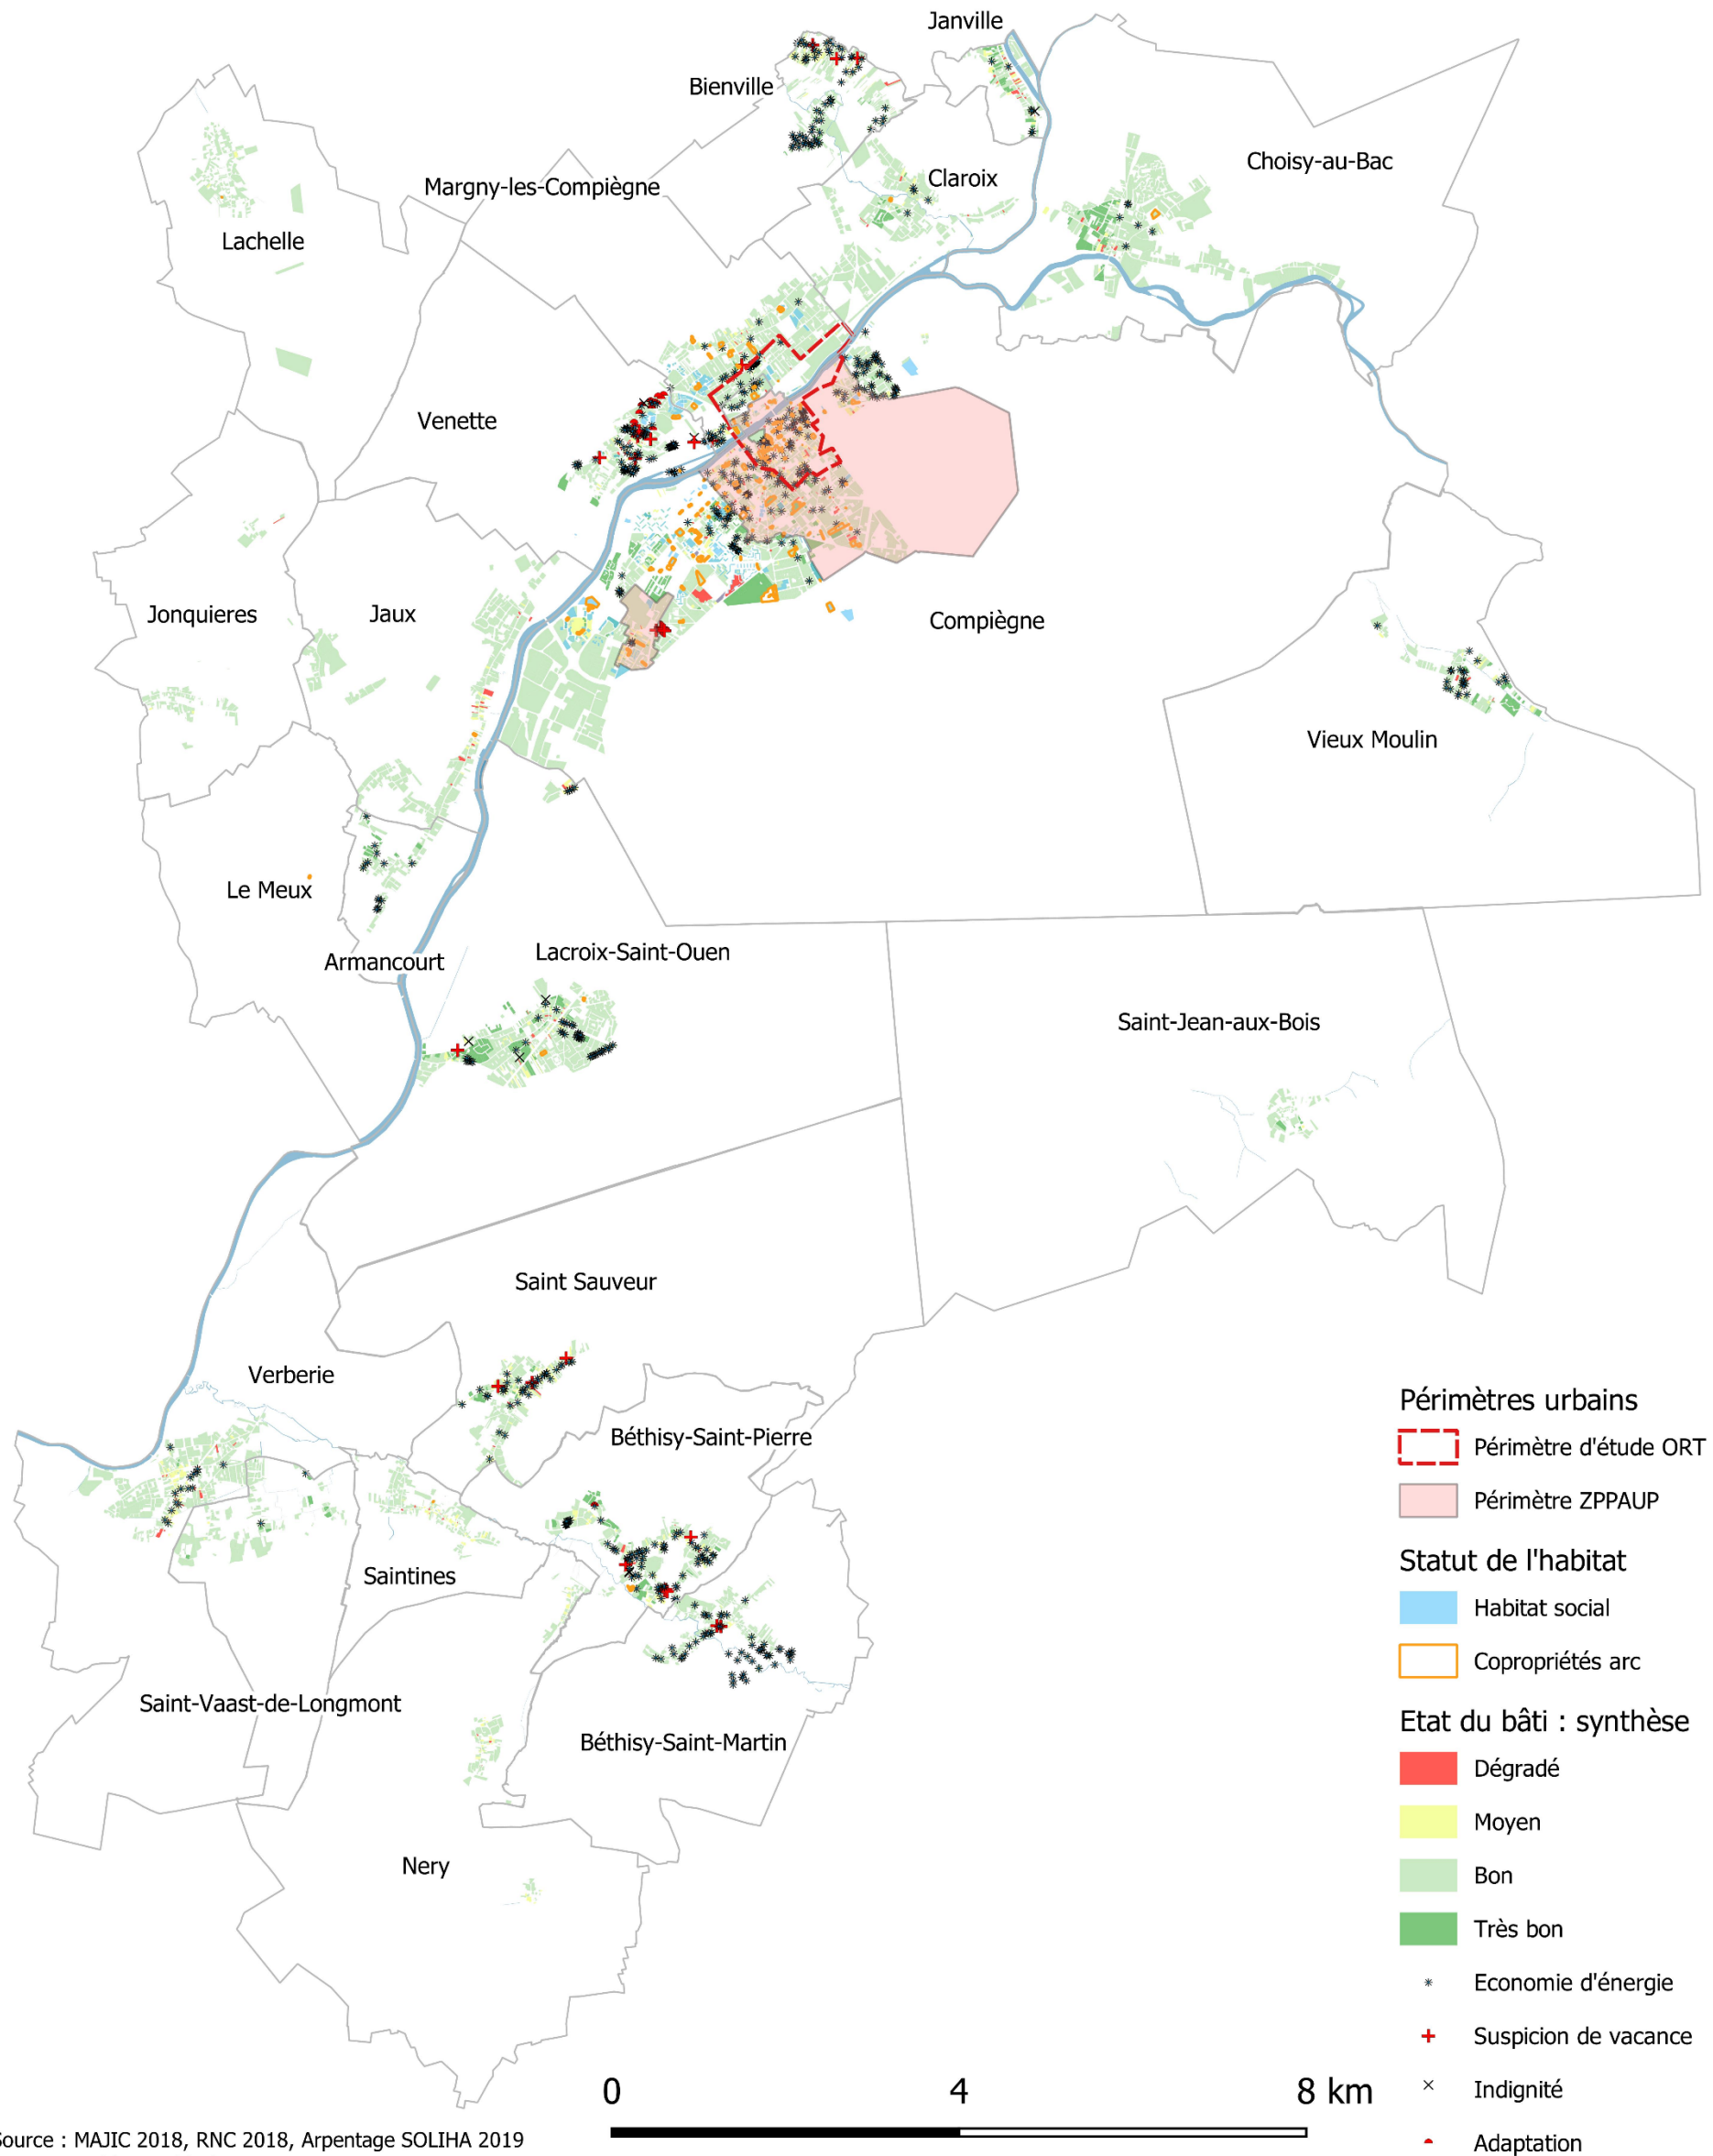 Janville
Bienville
Choisy-au-Bac
Claroix
Margny-les-Compiègne
Lachelle
Venette
Jonquieres
Jaux
Compiègne
Vieux Moulin
Le Meux
Armancourt
Lacroix-Saint-Ouen
Saint-Jean-aux-Bois
Saint Sauveur
Verberie
Béthisy-Saint-Pierre
Saintines
Saint-Vaast-de-Longmont
Béthisy-Saint-Martin
Nery
Périmètres urbains
Périmètre d'étude ORT
Périmètre ZPPAUP
Statut de l'habitat
Habitat social
Copropriétés arc
Etat du bâti : synthèse
Dégradé
Moyen
Bon
Très bon
Economie d'énergie
Suspicion de vacance
Indignité
Adaptation
0 4 8 km
Source : MAJIC 2018, RNC 2018, Arpentage SOLIHA 2019